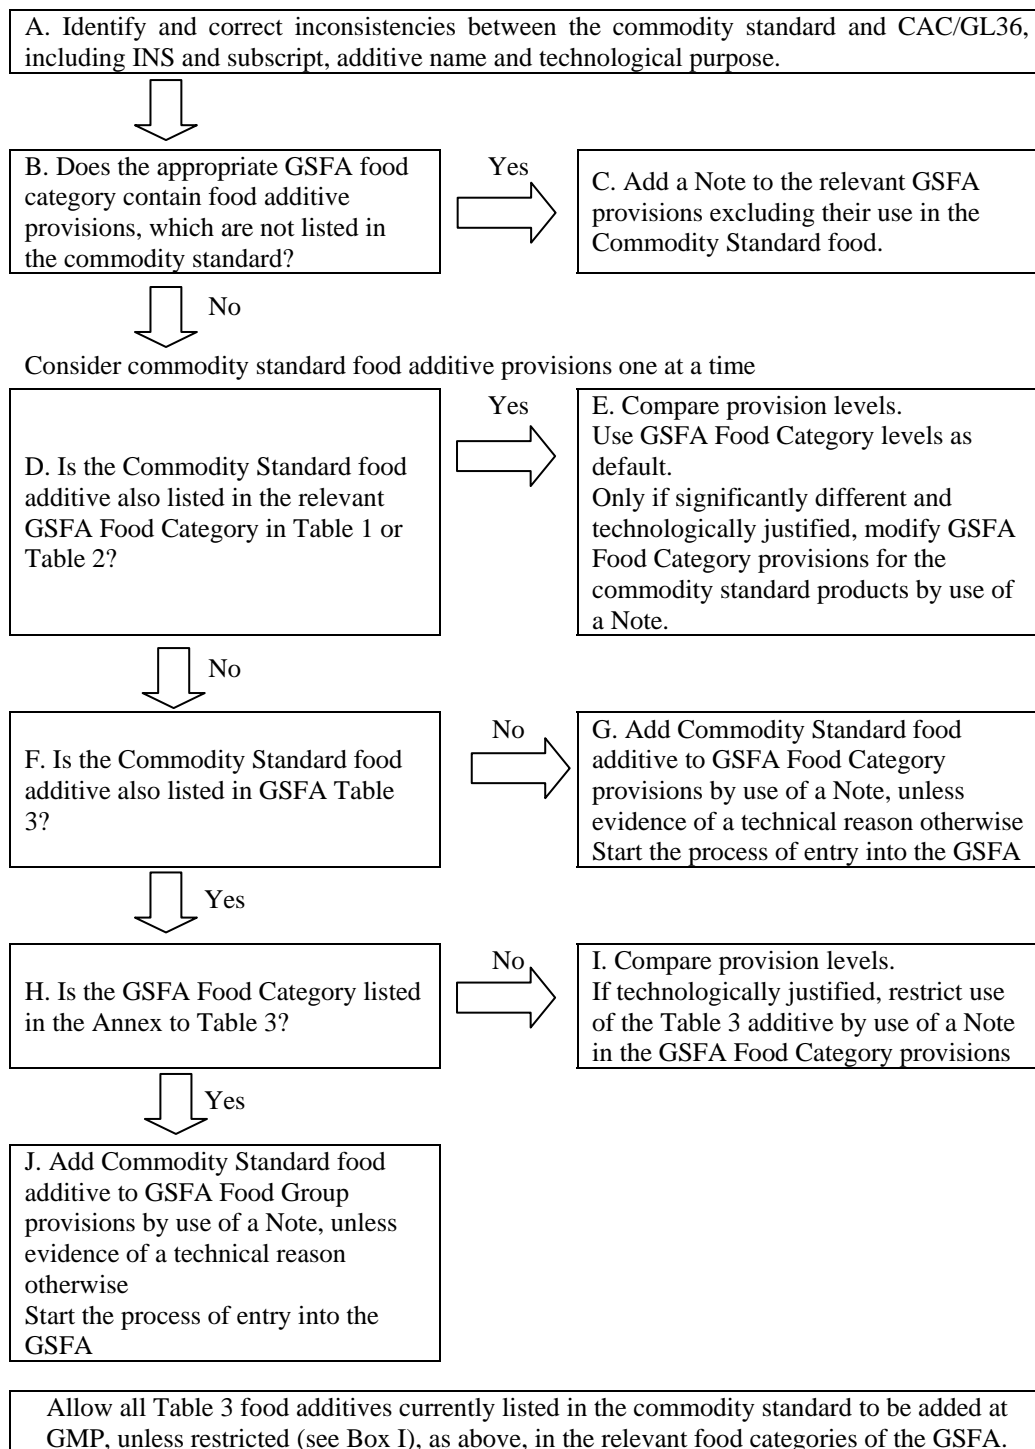 A. Identify and correct inconsistencies between the commodity standard and CAC/GL36,
including INS and subscript, additive name and technological purpose.
B. Does the appropriate GSFA food
category contain food additive
provisions, which are not listed in
the commodity standard?
Yes
C. Add a Note to the relevant GSFA
provisions excluding their use in the
Commodity Standard food.
No
Consider commodity standard food additive provisions one at a time
D. Is the Commodity Standard food
additive also listed in the relevant
GSFA Food Category in Table 1 or
Table 2?
Yes
E. Compare provision levels.
Use GSFA Food Category levels as
default.
Only if significantly different and
technologically justified, modify GSFA
Food Category provisions for the
commodity standard products by use of
a Note.
No
F. Is the Commodity Standard food
additive also listed in GSFA Table
3?
No
G. Add Commodity Standard food
additive to GSFA Food Category
provisions by use of a Note, unless
evidence of a technical reason otherwise
Start the process of entry into the GSFA
Yes
H. Is the GSFA Food Category listed
in the Annex to Table 3?
No
I. Compare provision levels.
If technologically justified, restrict use
of the Table 3 additive by use of a Note
in the GSFA Food Category provisions
Yes
J. Add Commodity Standard food
additive to GSFA Food Group
provisions by use of a Note, unless
evidence of a technical reason
otherwise
Start the process of entry into the
GSFA
Allow all Table 3 food additives currently listed in the commodity standard to be added at
GMP, unless restricted (see Box I), as above, in the relevant food categories of the GSFA.